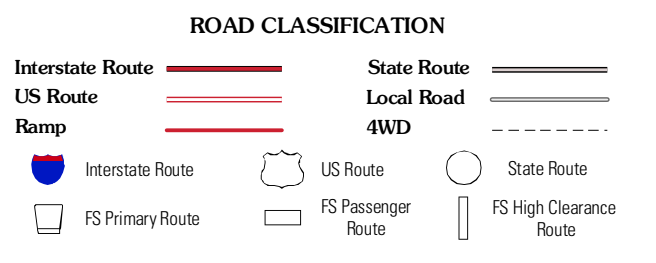 ROAD CLASSIFICATION
Interstate Route
State Route
US Route
Local Road
Ramp
4WD
Interstate Route
US Route
State Route
FS Primary Route
FS Passenger
Route
FS High Clearance
Route